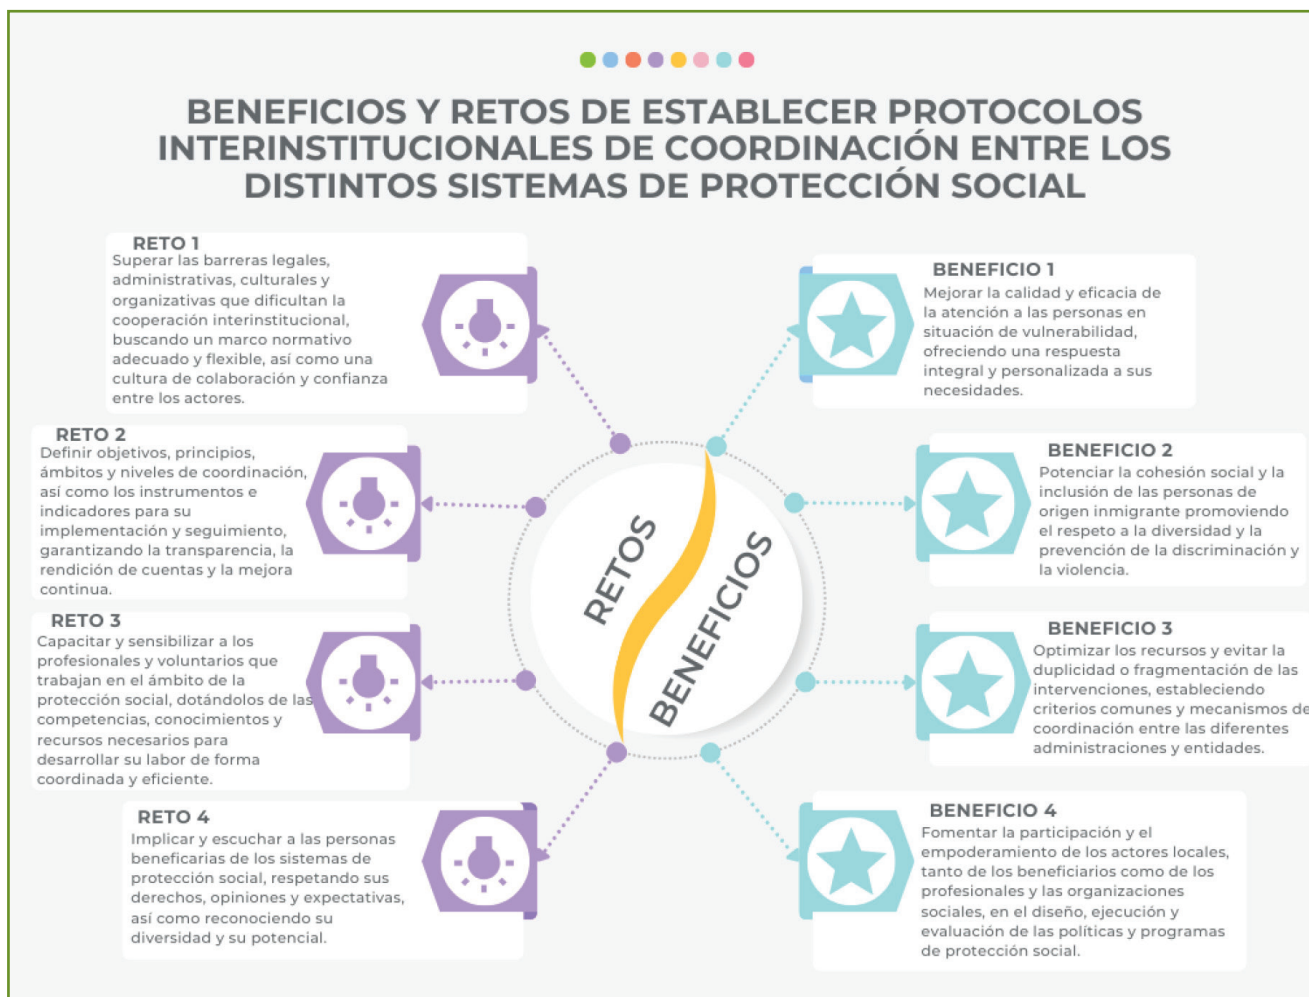 BENEFICIOS Y RETOS DE ESTABLECER PROTOCOLOS
INTERINSTITUCIONALES DE COORDINACIÓN ENTRE LOS
DISTINTOS SISTEMAS DE PROTECCIÓN SOCIAL
RETO 1
Superar las barreras legales,
administrativas, culturales y
organizativas que dificultan la
cooperación interinstitucional,
buscando un marco normativo
adecuado y flexible, así como una
cultura de colaboración y confianza
entre los actores.
RETO 2
Definir objetivos, principios,
ámbitos y niveles de coordinación,
así como los instrumentos e
indicadores para su
implementación y seguimiento,
garantizando la transparencia, la
rendición de cuentas y la mejora
continua.
RETO 3
Capacitar y sensibilizar a los
profesionales y voluntarios que
trabajan en el ámbito de la
protección social, dotándolos de las
competencias, conocimientos y
recursos necesarios para
desarrollar su labor de forma
coordinada y eficiente.
RETO 4
Implicar y escuchar a las personas
beneficarias de los sistemas de
protección social, respetando sus
derechos, opiniones y expectativas,
así como reconociendo su
diversidad y su potencial.
RETOS
BENEFICIOS
BENEFICIO 1
Mejorar la calidad y eficacia de
la atención a las personas en
situación de vulnerabilidad,
ofreciendo una respuesta
integral y personalizada a sus
necesidades.
BENEFICIO 2
Potenciar la cohesión social y la
inclusión de las personas de
origen inmigrante promoviendo
el respeto a la diversidad y la
prevención de la discriminación y
la violencia.
BENEFICIO 3
Optimizar los recursos y evitar la
duplicidad o fragmentación de las
intervenciones, estableciendo
criterios comunes y mecanismos de
coordinación entre las diferentes
administraciones y entidades.
BENEFICIO 4
Fomentar la participación y el
empoderamiento de los actores locales,
tanto de los beneficiarios como de los
profesionales y las organizaciones
sociales, en el diseño, ejecución y
evaluación de las políticas y programas
de protección social.